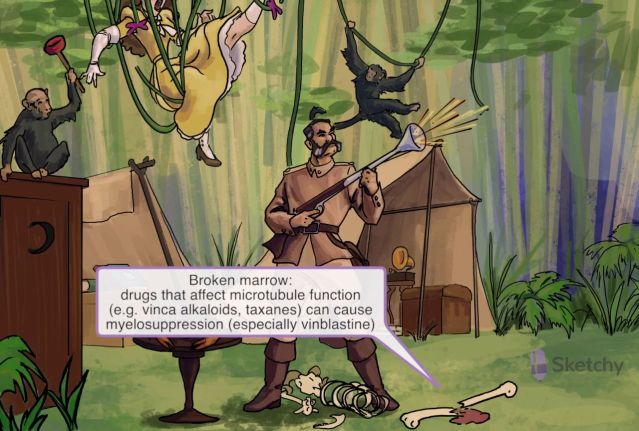 Broken marrow:
drugs that affect microtubule function
(e.g. vinca alkaloids, taxanes) can cause
myelosuppression (especially vinblastine)
Sketchy